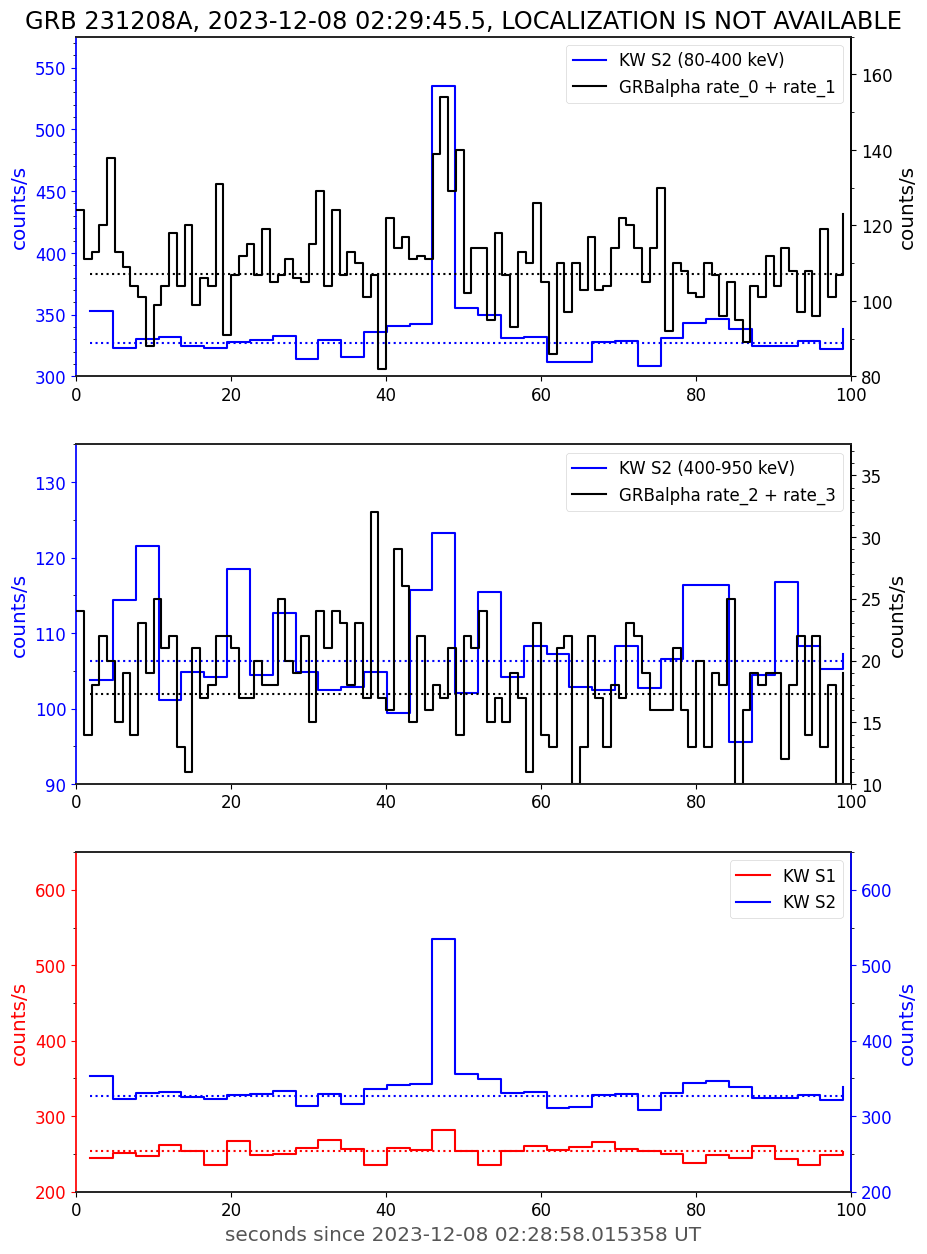 GRB 231208A, 2023-12-08 02:29:45.5, LOCALIZATION IS NOT AVAILABLE
KW S2 (80-400 keV)
GRBalpha rate_0 + rate_1
counts/s
counts/s
550
500
450
400
350
300
160
140
120
100
80
0 20 40 60 80 100
KW S2 (400-950 keV)
GRBalpha rate_2 + rate_3
counts/s
counts/s
130
120
110
100
90
35
30
25
20
15
10
0 20 40 60 80 100
KW S1
KW S2
counts/s
counts/s
600
500
400
300
200
600
500
400
300
200
0 20 40 60 80 100
seconds since 2023-12-08 02:28:58.015358 UT